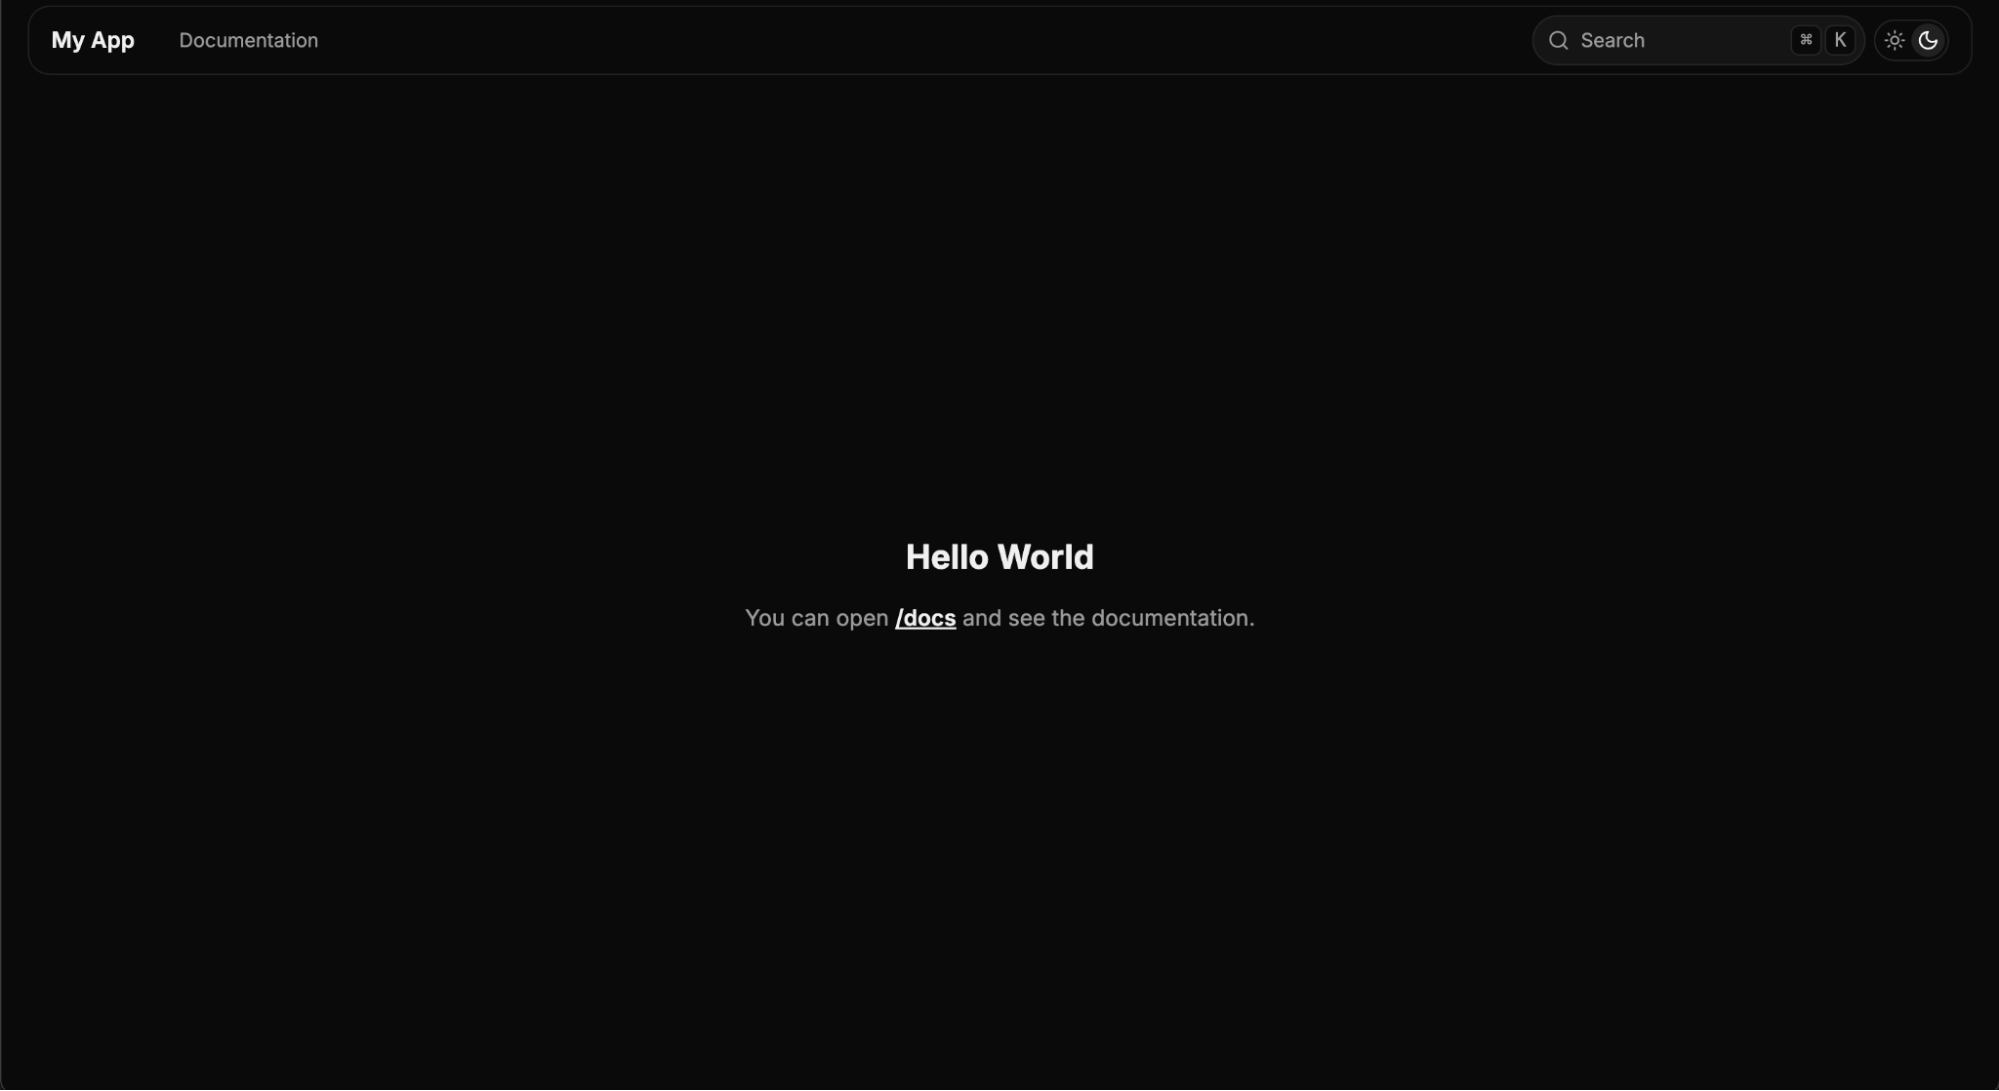 My App
Documentation
Search
⌘ K
Hello World
You can open /docs and see the documentation.